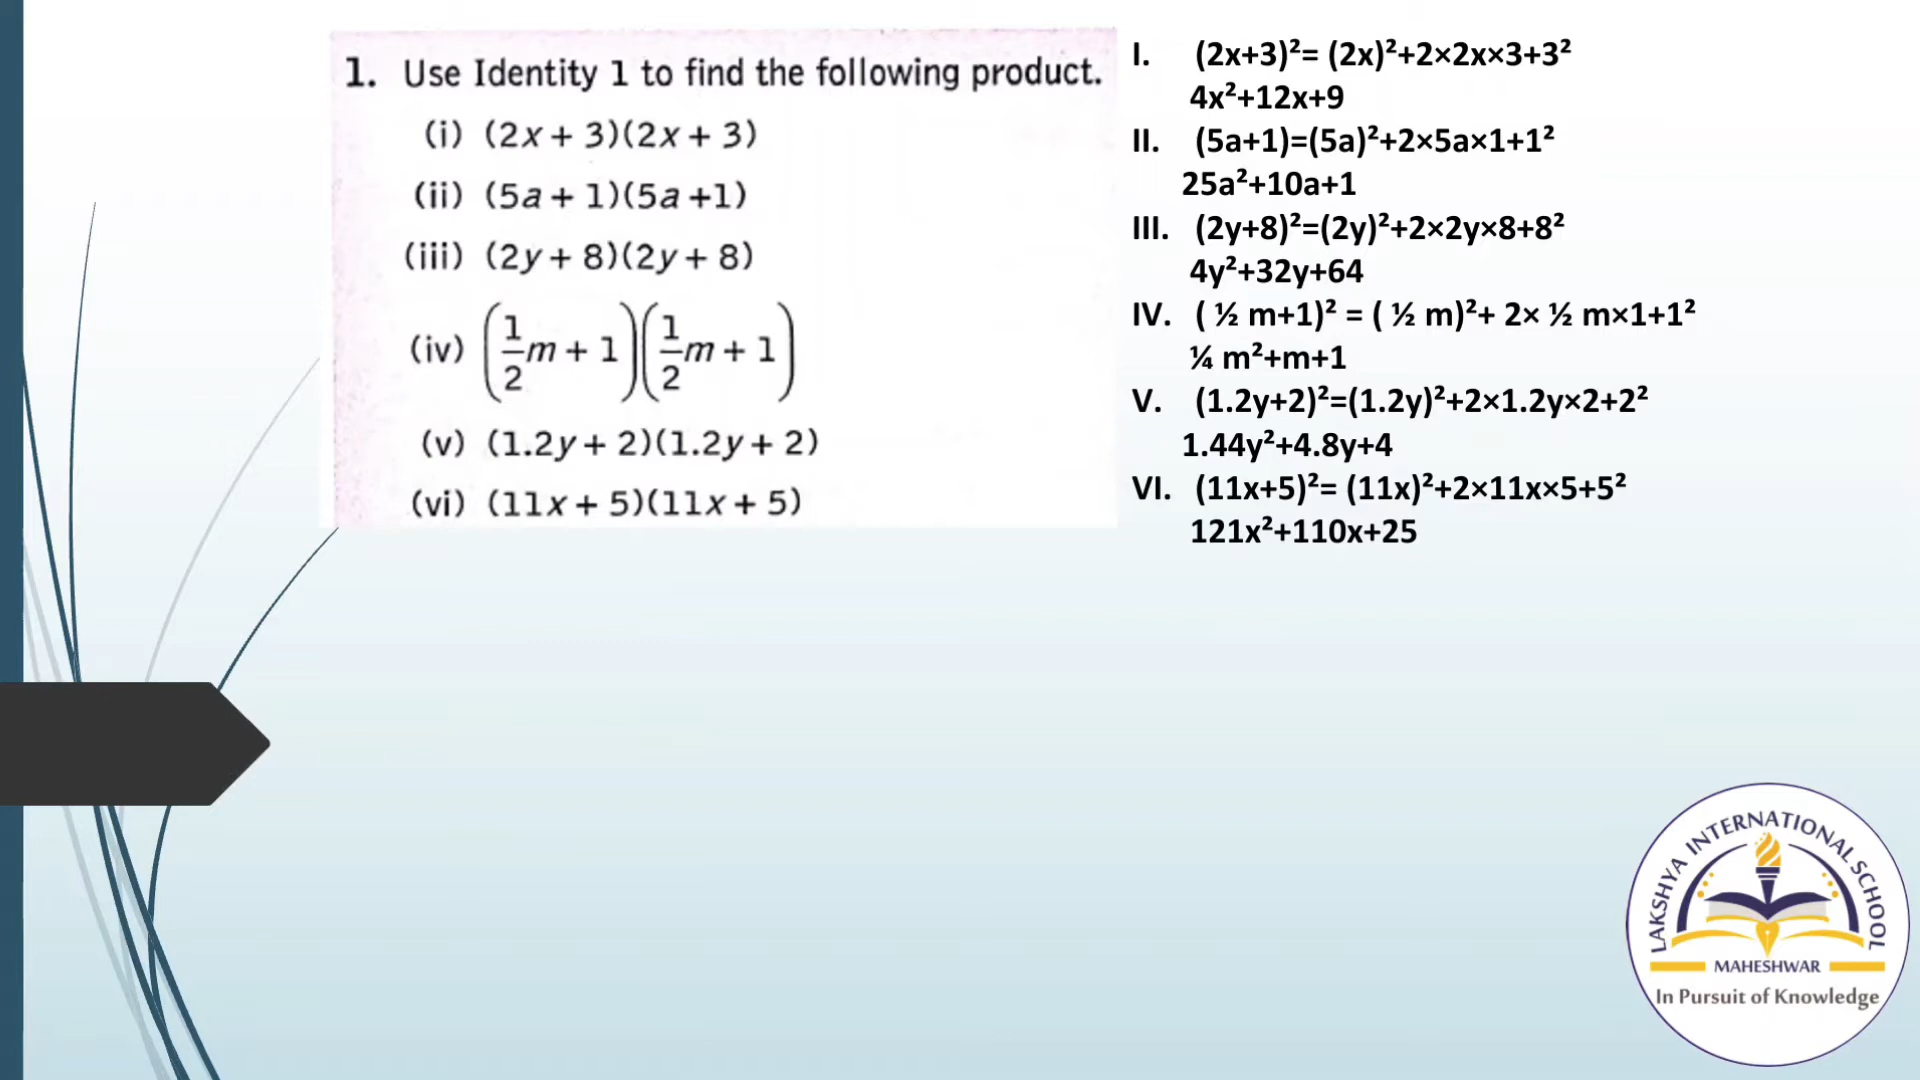 1. Use Identity 1 to find the following product.
(i) (2x + 3)(2x + 3)
(ii) (5a + 1)(5a +1)
(iii) (2y + 8)(2y + 8)
(iv) (1/2 m + 1)(1/2 m + 1)
(v) (1.2y + 2)(1.2y + 2)
(vi) (11x + 5)(11x + 5)
I. (2x+3)²= (2x)²+2×2x×3+3²
4x²+12x+9
II. (5a+1)=(5a)²+2×5a×1+1²
25a²+10a+1
III. (2y+8)²=(2y)²+2×2y×8+8²
4y²+32y+64
IV. ( ½ m+1)² = ( ½ m)²+ 2× ½ m×1+1²
¼ m²+m+1
V. (1.2y+2)²=(1.2y)²+2×1.2y×2+2²
1.44y²+4.8y+4
VI. (11x+5)²= (11x)²+2×11x×5+5²
121x²+110x+25
LAKSHYA INTERNATIONAL SCHOOL
MAHESHWAR
In Pursuit of Knowledge